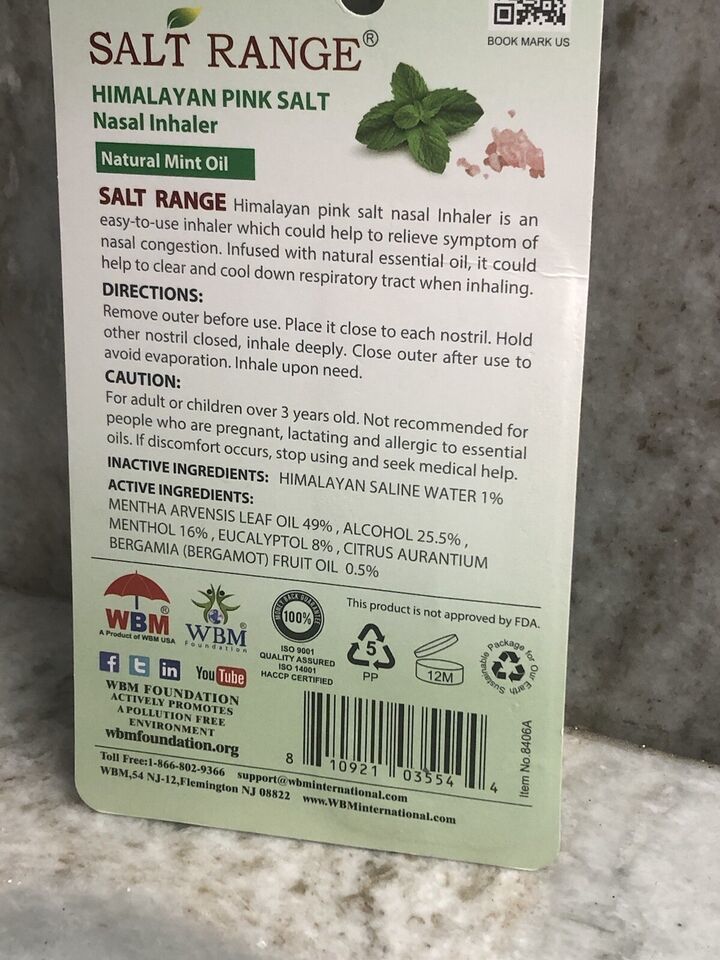 BOOK MARK US
SALT RANGE®
HIMALAYAN PINK SALT
Nasal Inhaler
Natural Mint Oil
SALT RANGE Himalayan pink salt nasal Inhaler is an
easy-to-use inhaler which could help to relieve symptom of
nasal congestion. Infused with natural essential oil, it could
help to clear and cool down respiratory tract when inhaling.
DIRECTIONS:
Remove outer before use. Place it close to each nostril. Hold
other nostril closed, inhale deeply. Close outer after use to
avoid evaporation. Inhale upon need.
CAUTION:
For adult or children over 3 years old. Not recommended for
people who are pregnant, lactating and allergic to essential
oils. If discomfort occurs, stop using and seek medical help.
INACTIVE INGREDIENTS: HIMALAYAN SALINE WATER 1%
ACTIVE INGREDIENTS:
MENTHA ARVENSIS LEAF OIL 49% , ALCOHOL 25.5% ,
MENTHOL 16% , EUCALYPTOL 8% , CITRUS AURANTIUM
BERGAMIA (BERGAMOT) FRUIT OIL 0.5%
This product is not approved by FDA.
WBM®
A Product of WBM USA
WBM®
Foundation
MONEY BACK GUARANTEE
100%
ISO 9001
QUALITY ASSURED
ISO 14001
HACCP CERTIFIED
5
PP
12M
Sustainable Package for Our Earth
f t in YouTube
WBM FOUNDATION
ACTIVELY PROMOTES
A POLLUTION FREE
ENVIRONMENT
wbmfoundation.org
8 10921 03554 4
Item No.8406A
Toll Free:1-866-802-9366 support@wbminternational.com
WBM,54 NJ-12,Flemington NJ 08822 www.WBMinternational.com